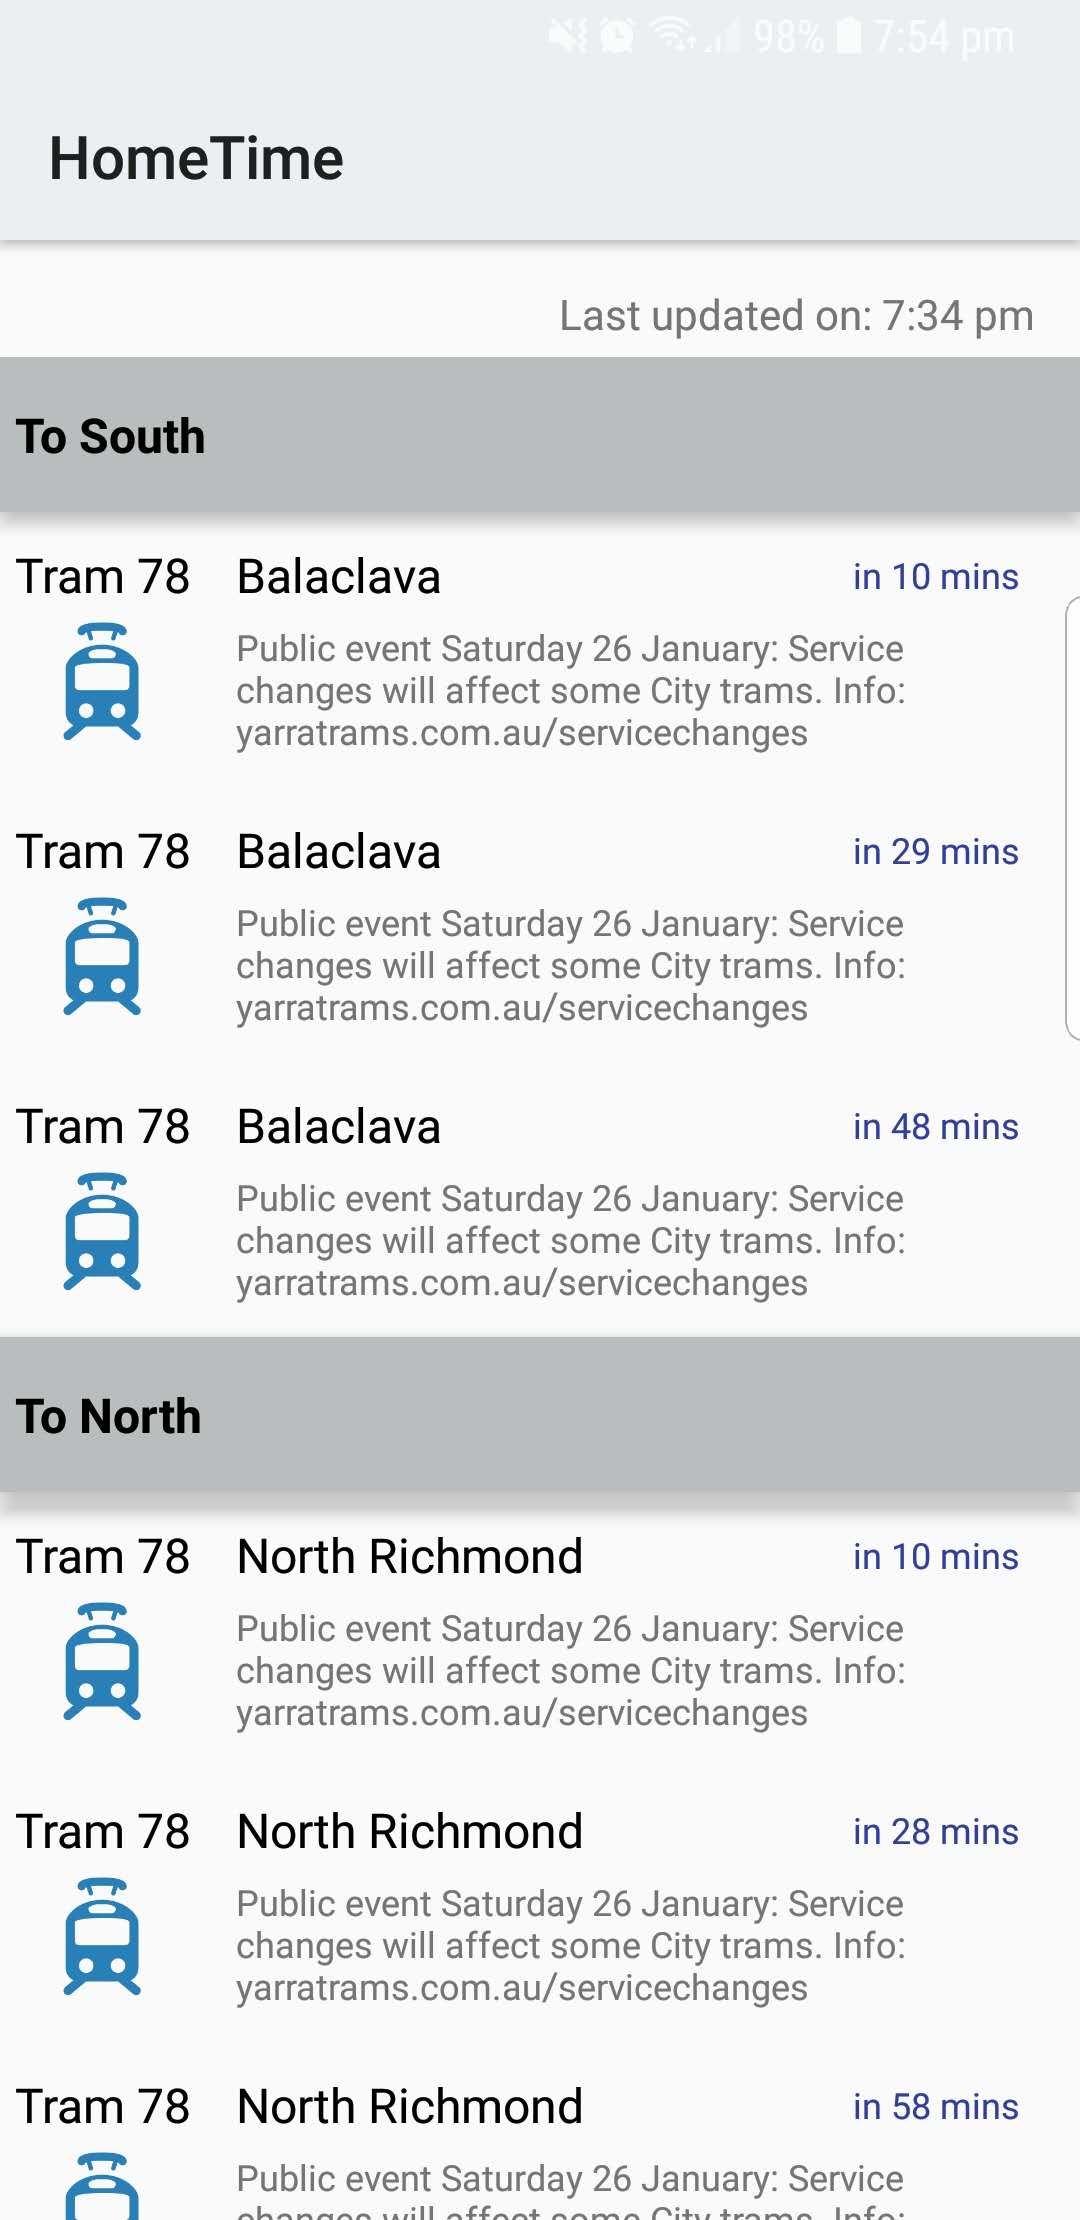 98% 7:54 pm
HomeTime
Last updated on: 7:34 pm
To South
Tram 78 Balaclava in 10 mins
Public event Saturday 26 January: Service
changes will affect some City trams. Info:
yarratrams.com.au/servicechanges
Tram 78 Balaclava in 29 mins
Public event Saturday 26 January: Service
changes will affect some City trams. Info:
yarratrams.com.au/servicechanges
Tram 78 Balaclava in 48 mins
Public event Saturday 26 January: Service
changes will affect some City trams. Info:
yarratrams.com.au/servicechanges
To North
Tram 78 North Richmond in 10 mins
Public event Saturday 26 January: Service
changes will affect some City trams. Info:
yarratrams.com.au/servicechanges
Tram 78 North Richmond in 28 mins
Public event Saturday 26 January: Service
changes will affect some City trams. Info:
yarratrams.com.au/servicechanges
Tram 78 North Richmond in 58 mins
Public event Saturday 26 January: Service
changes will affect some City trams. Info: